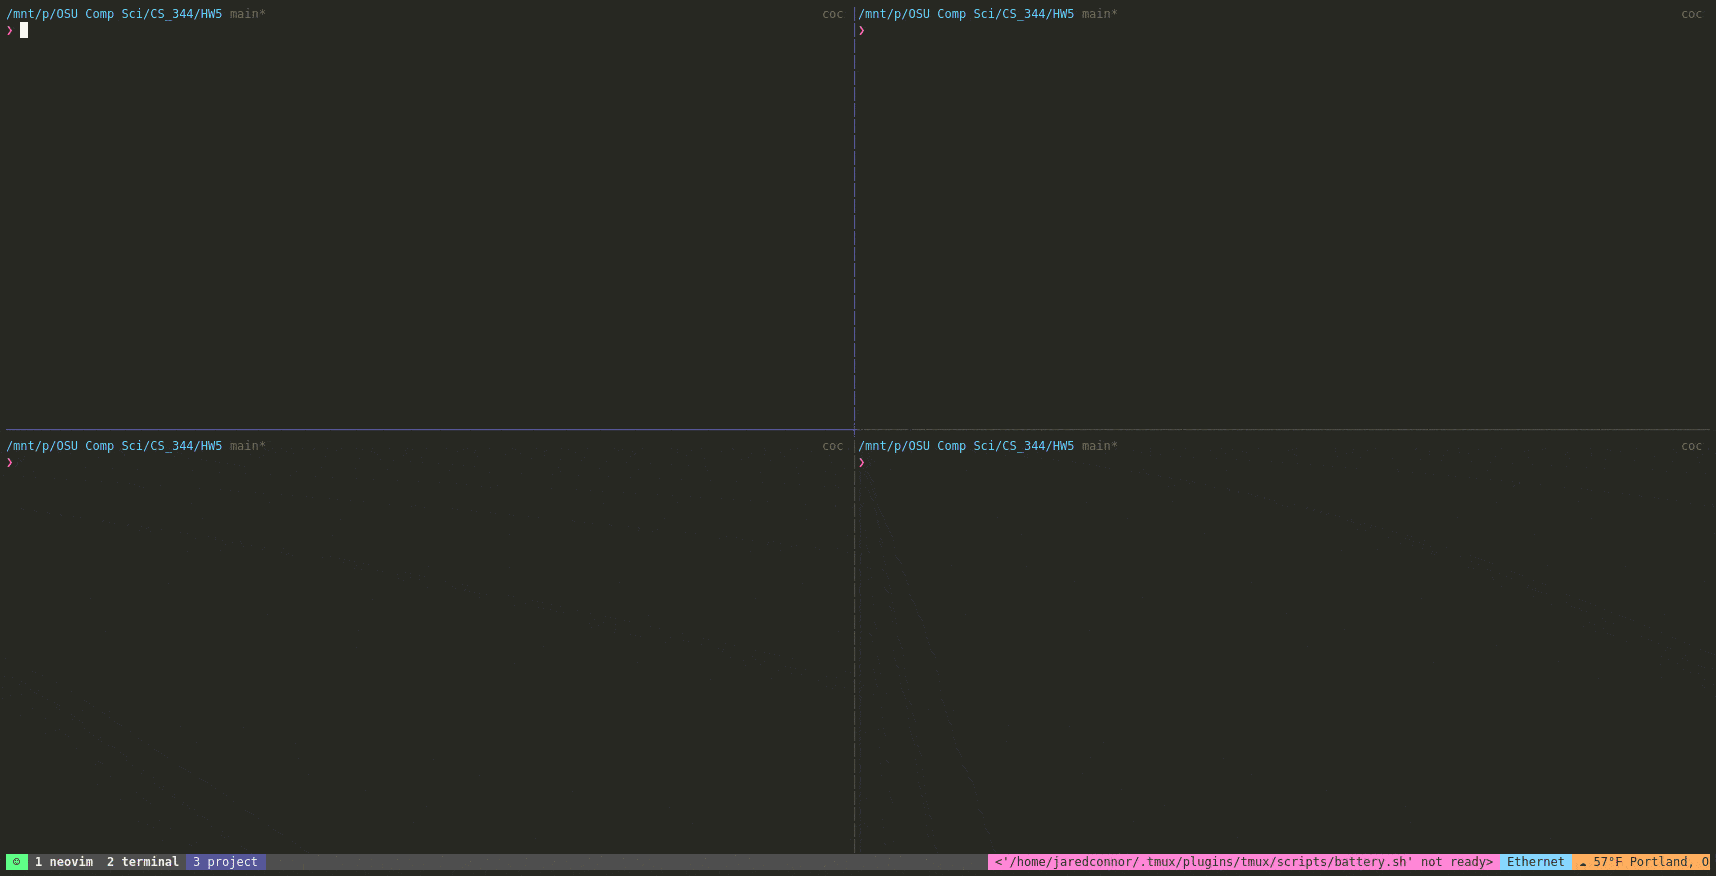 /mnt/p/OSU Comp Sci/CS_344/HW5 main* coc
❯
/mnt/p/OSU Comp Sci/CS_344/HW5 main* coc
❯
/mnt/p/OSU Comp Sci/CS_344/HW5 main* coc
❯
/mnt/p/OSU Comp Sci/CS_344/HW5 main* coc
❯
☺ 1 neovim 2 terminal 3 project <'/home/jaredconnor/.tmux/plugins/tmux/scripts/battery.sh' not ready> Ethernet ☁ 57°F Portland, O